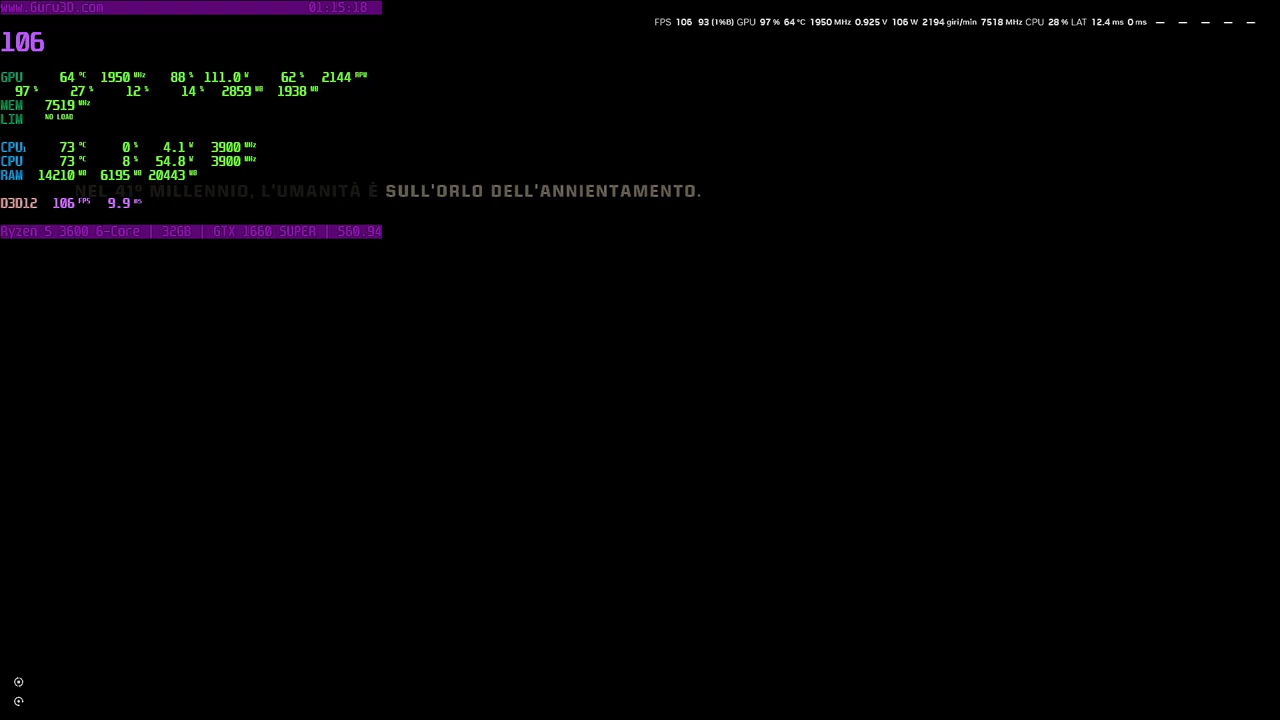 www.Guru3D.com 01:15:18
FPS 106 93 (1%B) GPU 97 % 64 °C 1950 MHz 0.925 V 106 W 2194 giri/min 7518 MHz CPU 28 % LAT 12.4 ms 0 ms — — — — —
106
GPU 64 °C 1950 MHz 88 % 111.0 W 62 % 2144 RPM
97 % 27 % 12 % 14 % 2859 MB 1938 MB
MEM 7519 MHz
LIM NO LOAD
CPU1 73 °C 0 % 4.1 W 3900 MHz
CPU 73 °C 8 % 54.8 W 3900 MHz
RAM 14210 MB 6195 MB 20443 MB
NEL 41º MILLENNIO, L'UMANITÀ È SULL'ORLO DELL'ANNIENTAMENTO.
D3D12 106 FPS 9.9 ms
Ryzen 5 3600 6-Core | 32GB | GTX 1660 SUPER | 560.94